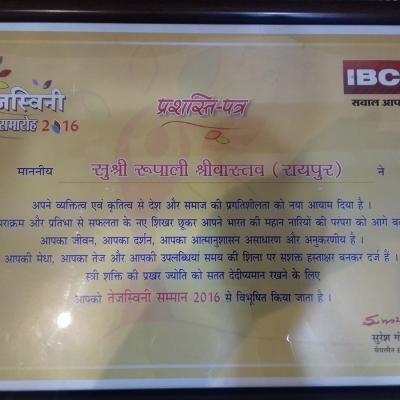 तेजस्विनी
समारोह 2016
IBC
सवाल आप
प्रशस्ति-पत्र
माननीय सुश्री रूपाली श्रीवास्तव (रायपुर) ने
अपने व्यक्तित्व एवं कृतित्व से देश और समाज की प्रगतिशीलता को नया आयाम दिया है ।
पराक्रम और प्रतिभा से सफलता के नए शिखर छूकर आपने भारत की महान नारियों की परंपरा को आगे
आपका जीवन, आपका दर्शन, आपका आत्मानुशासन असाधारण और अनुकरणीय है ।
आपकी मेधा, आपका तेज और आपकी उपलब्धियां समय की शिला पर सशक्त हस्ताक्षर बनकर दर्ज हैं ।
स्त्री शक्ति की प्रखर ज्योति को सतत देदीप्यमान रखने के लिए
आपको तेजस्विनी सम्मान 2016 से विभूषित किया जाता है ।
सुरेश